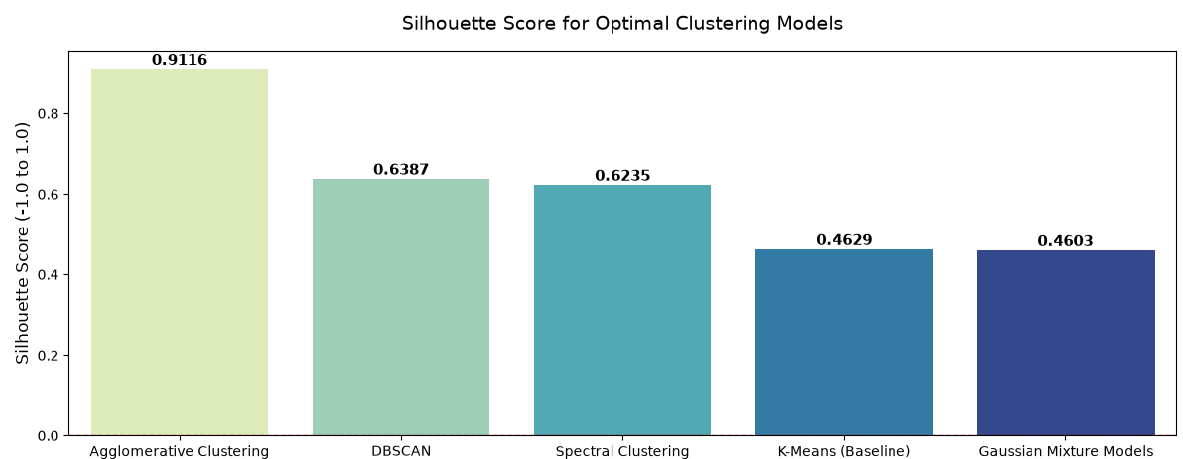 Silhouette Score for Optimal Clustering Models
Silhouette Score (-1.0 to 1.0)
0.8
0.6
0.4
0.2
0.0
0.9116
0.6387
0.6235
0.4629
0.4603
Agglomerative Clustering
DBSCAN
Spectral Clustering
K-Means (Baseline)
Gaussian Mixture Models